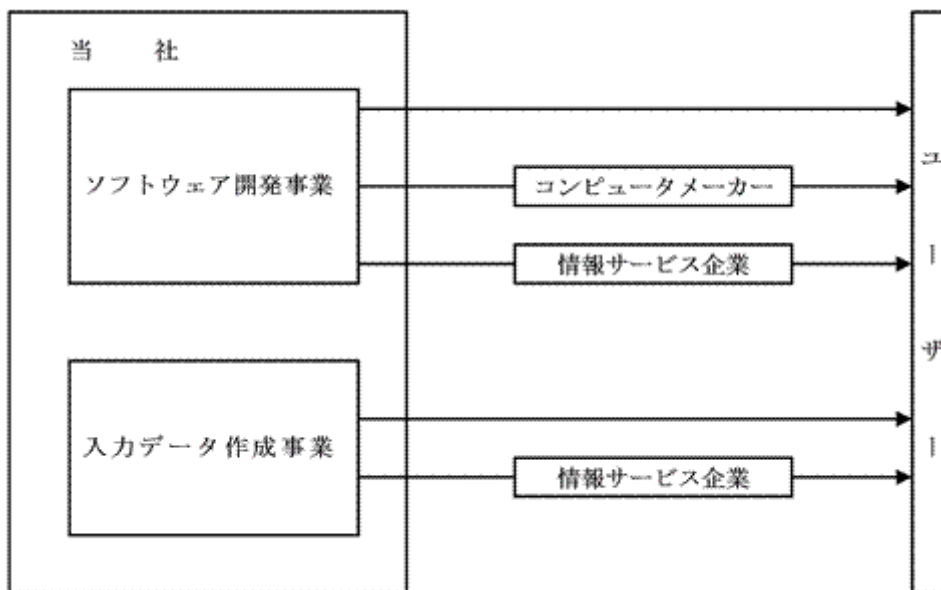 当 社
ソフトウェア開発事業
コンピュータメーカー
情報サービス企業
入力データ作成事業
情報サービス企業
ユーザー